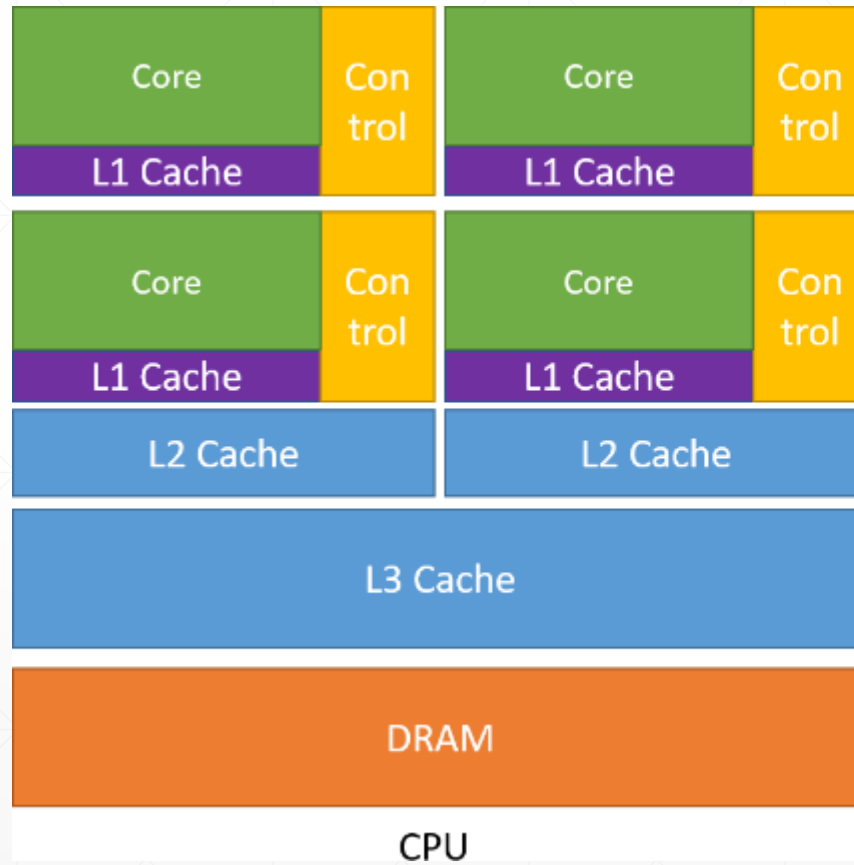 Core
Con
trol
L1 Cache
Core
Con
trol
L1 Cache
Core
Con
trol
L1 Cache
Core
Con
trol
L1 Cache
L2 Cache
L2 Cache
L3 Cache
DRAM
CPU